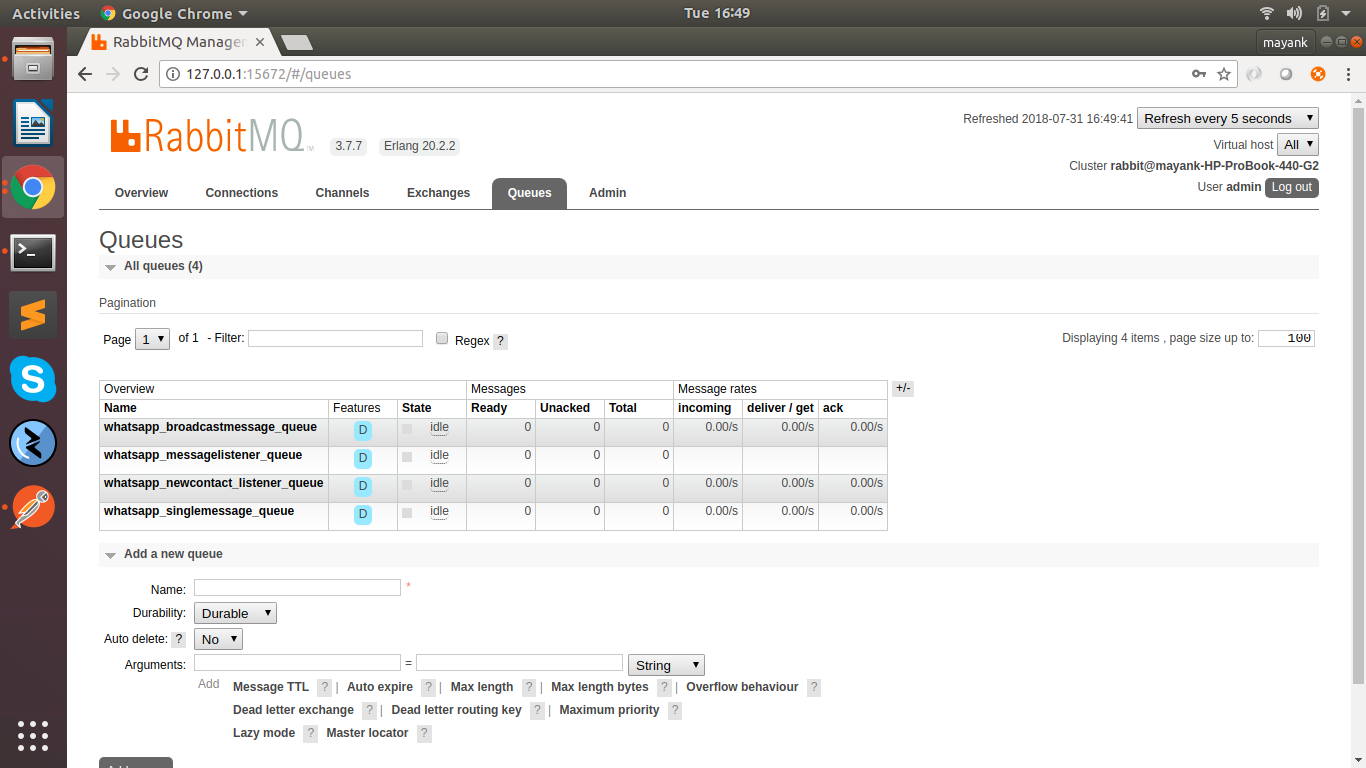 Activities Google Chrome Tue 16:49
RabbitMQ Manager mayank
127.0.0.1:15672/#/queues
RabbitMQ TM 3.7.7 Erlang 20.2.2
Refreshed 2018-07-31 16:49:41 Refresh every 5 seconds
Virtual host All
Cluster rabbit@mayank-HP-ProBook-440-G2
User admin Log out
Overview Connections Channels Exchanges Queues Admin
Queues
All queues (4)
Pagination
Page 1 of 1 - Filter: Regex ? Displaying 4 items , page size up to: 100
Overview Messages Message rates +/-
Name Features State Ready Unacked Total incoming deliver / get ack
whatsapp_broadcastmessage_queue D idle 0 0 0 0.00/s 0.00/s 0.00/s
whatsapp_messagelistener_queue D idle 0 0 0
whatsapp_newcontact_listener_queue D idle 0 0 0 0.00/s 0.00/s 0.00/s
whatsapp_singlemessage_queue D idle 0 0 0 0.00/s 0.00/s 0.00/s
Add a new queue
Name: *
Durability: Durable
Auto delete: ? No
Arguments: = String
Add Message TTL ? | Auto expire ? | Max length ? | Max length bytes ? | Overflow behaviour ?
Dead letter exchange ? | Dead letter routing key ? | Maximum priority ?
Lazy mode ? Master locator ?